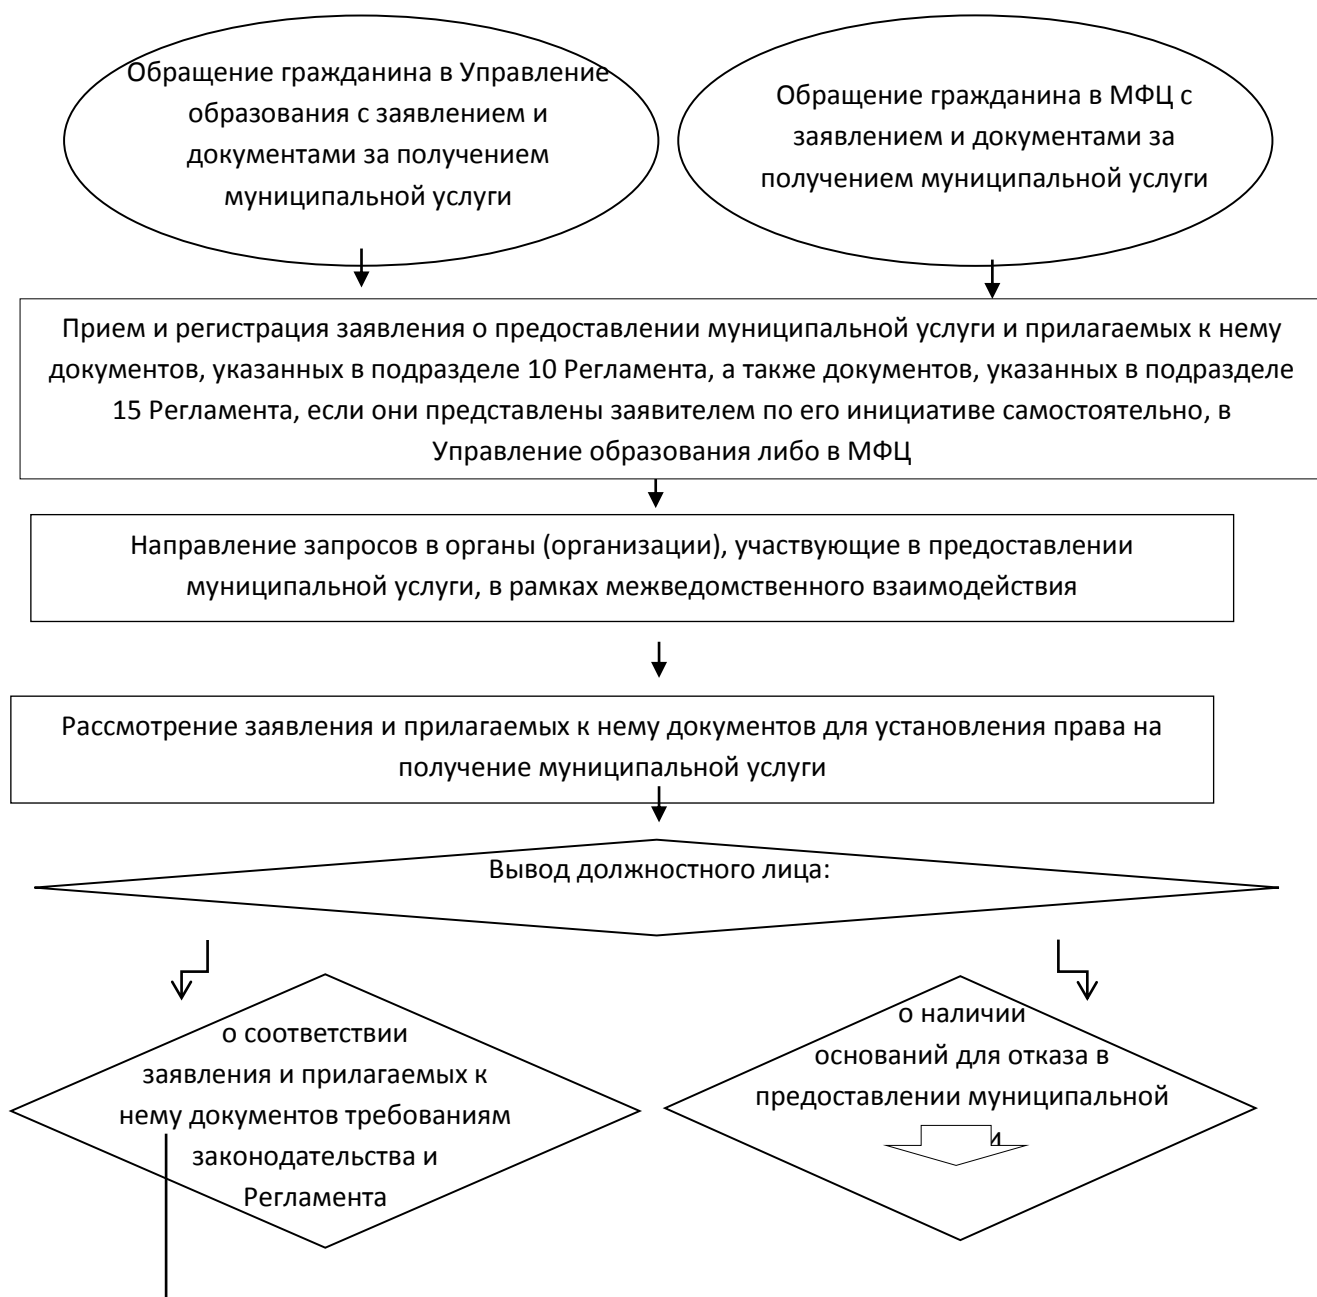 Обращение гражданина в Управление
образования с заявлением и
документами за получением
муниципальной услуги
Обращение гражданина в МФЦ с
заявлением и документами за
получением муниципальной услуги
Прием и регистрация заявления о предоставлении муниципальной услуги и прилагаемых к нему
документов, указанных в подразделе 10 Регламента, а также документов, указанных в подразделе
15 Регламента, если они представлены заявителем по его инициативе самостоятельно, в
Управление образования либо в МФЦ
Направление запросов в органы (организации), участвующие в предоставлении
муниципальной услуги, в рамках межведомственного взаимодействия
Рассмотрение заявления и прилагаемых к нему документов для установления права на
получение муниципальной услуги
Вывод должностного лица:
о соответствии
заявления и прилагаемых к
нему документов требованиям
законодательства и
Регламента
о наличии
оснований для отказа в
предоставлении муниципальной